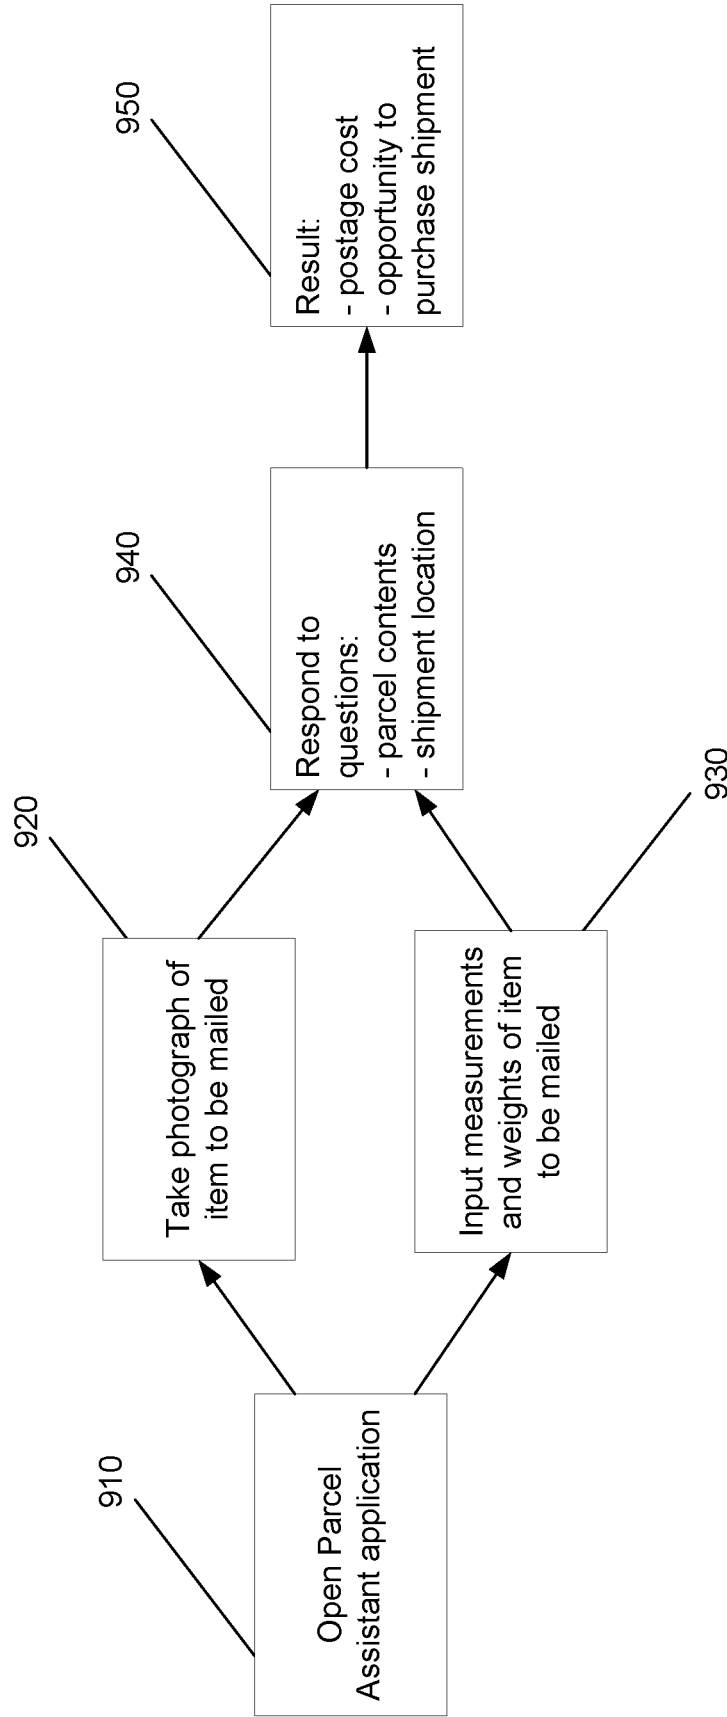 910
Open Parcel
Assistant application
920
Take photograph of
item to be mailed
930
Input measurements
and weights of item
to be mailed
940
Respond to
questions:
- parcel contents
- shipment location
950
Result:
- postage cost
- opportunity to
purchase shipment